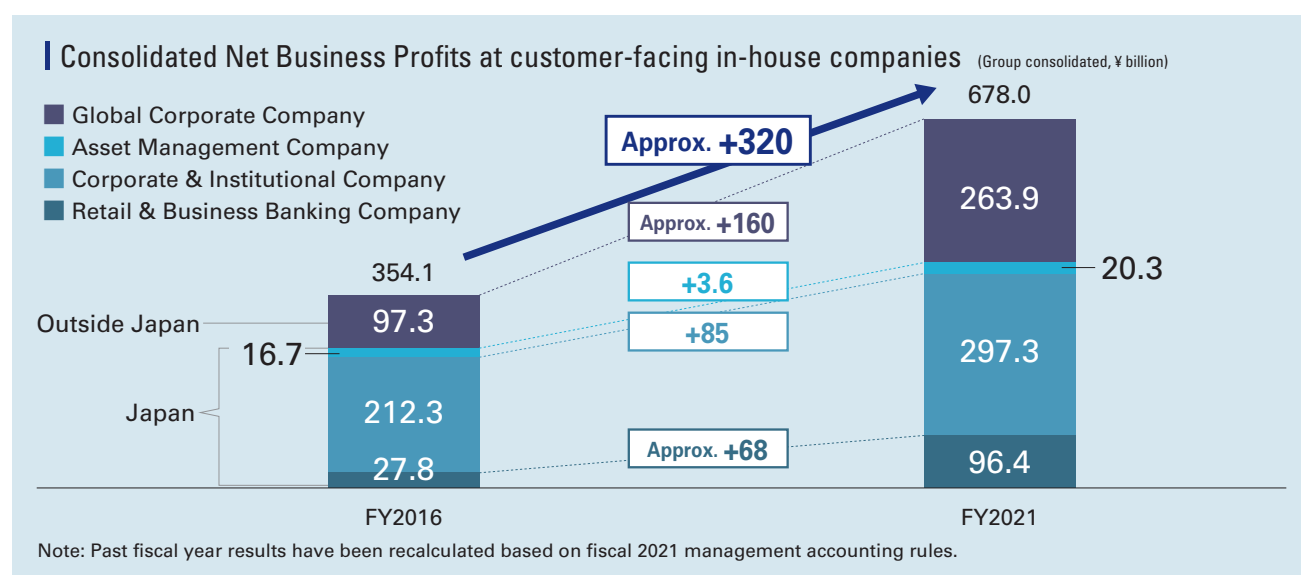 Consolidated Net Business Profits at customer-facing in-house companies (Group consolidated, ¥ billion)
Global Corporate Company
Asset Management Company
Corporate & Institutional Company
Retail & Business Banking Company
678.0
Approx. +320
263.9
Approx. +160
354.1
+3.6
20.3
Outside Japan
97.3
+85
16.7
297.3
Japan
212.3
Approx. +68
27.8
96.4
FY2016
FY2021
Note: Past fiscal year results have been recalculated based on fiscal 2021 management accounting rules.